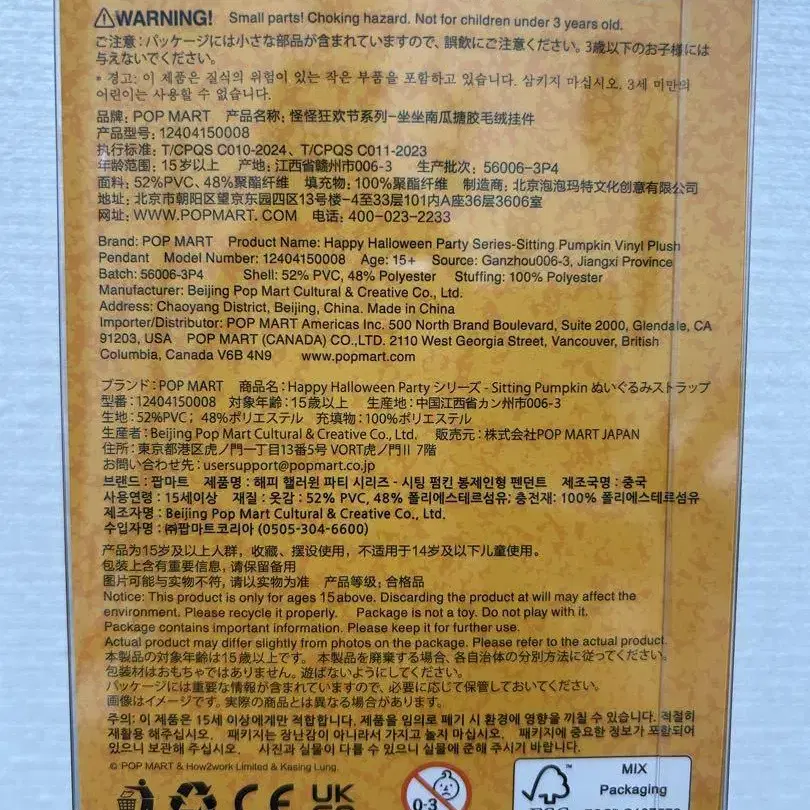 ⚠WARNING! Small parts! Choking hazard. Not for children under 3 years old.
ご注意：パッケージには小さな部品が含まれていますので、誤飲にご注意ください。3歳以下のお子様には
与えないでください。
* 경고: 이 제품은 질식의 위험이 있는 작은 부품을 포함하고 있습니다. 삼키지 마십시오, 3세 미만의
어린이는 사용할 수 없습니다.
品牌：POP MART 产品名称：怪怪狂欢节系列-坐坐南瓜搪胶毛绒挂件
产品型号：12404150008
执行标准：T/CPQS C010-2024、T/CPQS C011-2023
年龄范围：15岁以上 产地：江西省赣州市006-3 生产批次：56006-3P4
面料：52%PVC、48%聚酯纤维 填充物：100%聚酯纤维 制造商：北京泡泡玛特文化创意有限公司
地址：北京市朝阳区望京东园四区13号楼-4至33层101内A座36层3606室
网址：WWW.POPMART.COM 电话：400-023-2233
Brand: POP MART Product Name: Happy Halloween Party Series-Sitting Pumpkin Vinyl Plush
Pendant Model Number: 12404150008 Age: 15+ Source: Ganzhou006-3, Jiangxi Province
Batch: 56006-3P4 Shell: 52% PVC, 48% Polyester Stuffing: 100% Polyester
Manufacturer: Beijing Pop Mart Cultural & Creative Co., Ltd.
Address: Chaoyang District, Beijing, China. Made in China
Importer/Distributor: POP MART Americas Inc. 500 North Brand Boulevard, Suite 2000, Glendale, CA
91203, USA POP MART (CANADA) CO.,LTD. 2110 West Georgia Street, Vancouver, British
Columbia, Canada V6B 4N9 www.popmart.com
ブランド：POP MART 商品名：Happy Halloween Party シリーズ - Sitting Pumpkin ぬいぐるみストラップ
型番：12404150008 対象年齢：15歳以上 生産地：中国江西省カン州市006-3
生地：52%PVC；48%ポリエステル 充填物：100%ポリエステル
生産者：Beijing Pop Mart Cultural & Creative Co., Ltd. 販売元：株式会社POP MART JAPAN
住所：東京都港区虎ノ門一丁目13番5号 VORT虎ノ門II 7階
お問い合わせ先：usersupport@popmart.co.jp
브랜드：팝마트 제품명：해피 핼러윈 파티 시리즈 - 시팅 펌킨 봉제인형 펜던트 제조국명：중국
사용연령：15세이상 재질：옷감：52% PVC, 48% 폴리에스테르섬유; 충전재: 100% 폴리에스테르섬유
제조자명：Beijing Pop Mart Cultural & Creative Co., Ltd.
수입자명：㈜팝마트코리아 (0505-304-6600)
产品为15岁及以上人群，收藏、摆设使用，不适用于14岁及以下儿童使用。
包装上含有重要信息，请保留备用
图片可能与实物不符，请以实物为准 产品等级：合格品
Notice: This product is only for ages 15above. Discarding the product at will may affect the
environment. Please recycle it properly. Package is not a toy. Do not play with it.
Package contains important information. Please keep it for further use.
Actual product may differ slightly from photos on the package. Please refer to the actual product.
本製品の対象年齢は15歳以上です。 本製品を廃棄する場合、各自治体の分別方法に従ってください。
包装材はおもちゃではありません。遊ばないようにしてください。
パッケージには重要な情報が含まれていますので、必要に応じて保管しておいてください。
画像はイメージです。実際の商品とは異なる場合があります。
주의: 이 제품은 15세 이상에게만 적합합니다. 제품을 임의로 폐기 시 환경에 영향을 끼칠 수 있습니다. 적절히
재활용 해주십시오. 패키지는 장난감이 아니라서 가지고 놀지 마십시오. 패키지에 중요한 정보가 포함되어
있으니 보관해 주십시오. 사진과 실물이 다를 수 있으니 실물에 준해 주시기 바랍니다.
© POP MART & How2work Limited & Kasing Lung.
CE UK
0-3
MIX
Packaging